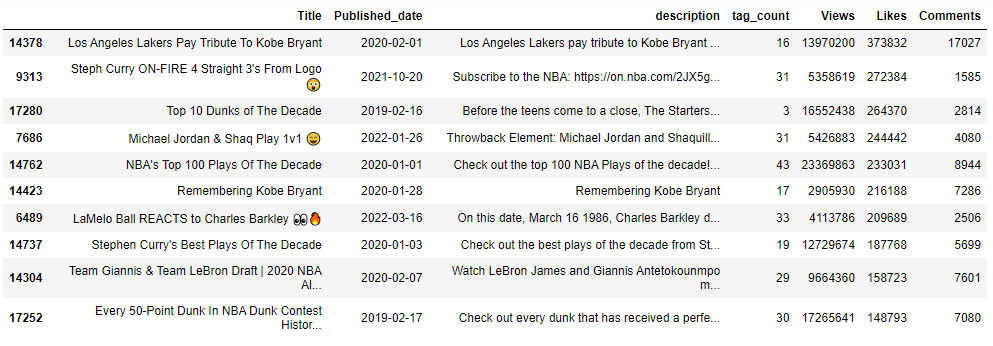 Title Published_date description tag_count Views Likes Comments
14378 Los Angeles Lakers Pay Tribute To Kobe Bryant 2020-02-01 Los Angeles Lakers pay tribute to Kobe Bryant ... 16 13970200 373832 17027
9313 Steph Curry ON-FIRE 4 Straight 3's From Logo 😮 2021-10-20 Subscribe to the NBA: https://on.nba.com/2JX5g... 31 5358619 272384 1585
17280 Top 10 Dunks of The Decade 2019-02-16 Before the teens come to a close, The Starters... 3 16552438 264370 2814
7686 Michael Jordan & Shaq Play 1v1 😄 2022-01-26 Throwback Element: Michael Jordan and Shaquill... 31 5426883 244442 4080
14762 NBA's Top 100 Plays Of The Decade 2020-01-01 Check out the top 100 NBA Plays of the decade!... 43 23369863 233031 8944
14423 Remembering Kobe Bryant 2020-01-28 Remembering Kobe Bryant 17 2905930 216188 7286
6489 LaMelo Ball REACTS to Charles Barkley 👀🔥 2022-03-16 On this date, March 16 1986, Charles Barkley d... 33 4113786 209689 2506
14737 Stephen Curry's Best Plays Of The Decade 2020-01-03 Check out the best plays of the decade from St... 19 12729674 187768 5699
14304 Team Giannis & Team LeBron Draft | 2020 NBA Al... 2020-02-07 Watch LeBron James and Giannis Antetokounmpo m... 29 9664360 158723 7601
17252 Every 50-Point Dunk In NBA Dunk Contest Histor... 2019-02-17 Check out every dunk that has received a perfe... 30 17265641 148793 7080